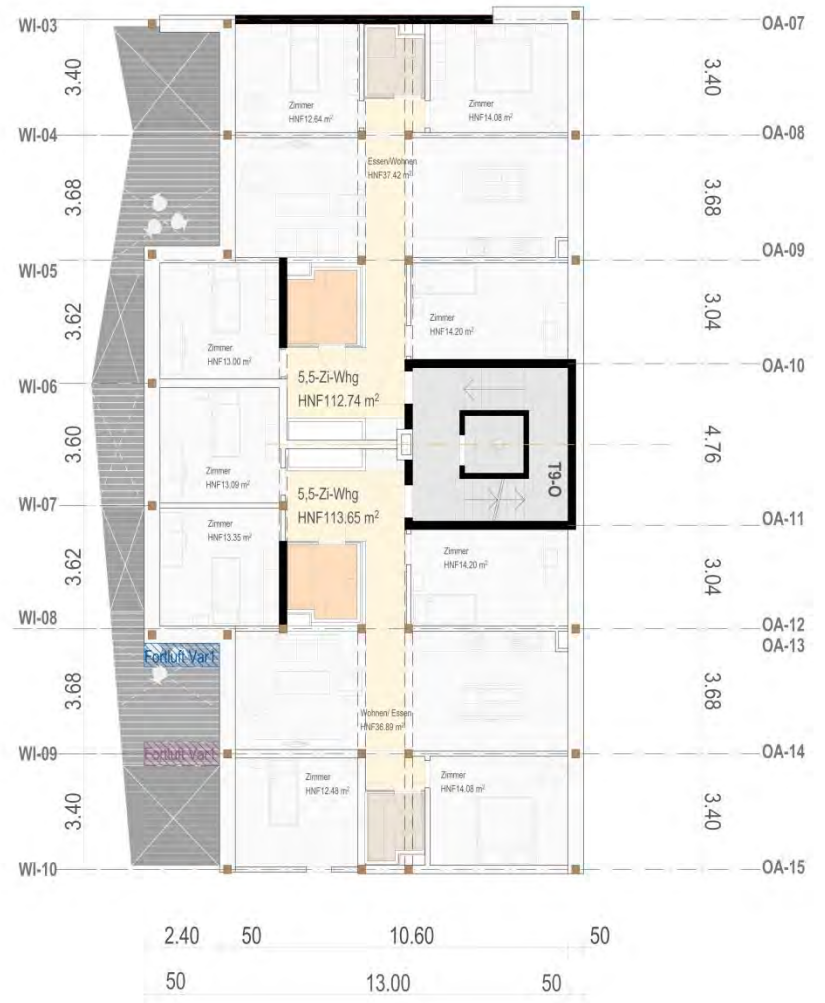 WI-03
OA-07
3.40
3.40
Zimmer
HNF12.64 m²
Zimmer
HNF14.08 m²
WI-04
OA-08
Essen/Wohnen
HNF37.42 m²
3.68
3.68
WI-05
OA-09
3.62
3.04
Zimmer
HNF14.20 m²
Zimmer
HNF13.00 m²
OA-10
WI-06
5,5-Zi-Whg
HNF112.74 m²
3.60
4.76
Zimmer
HNF13.09 m²
T9-O
5,5-Zi-Whg
HNF113.65 m²
WI-07
OA-11
Zimmer
HNF13.35 m²
Zimmer
HNF14.20 m²
3.62
3.04
WI-08
OA-12
OA-13
Fortluft Var1
3.68
3.68
Wohnen/ Essen
HNF36.89 m²
WI-09
OA-14
Fortluft Var1
Zimmer
HNF12.48 m²
Zimmer
HNF14.08 m²
3.40
3.40
WI-10
OA-15
2.40 50 10.60 50
50 13.00 50